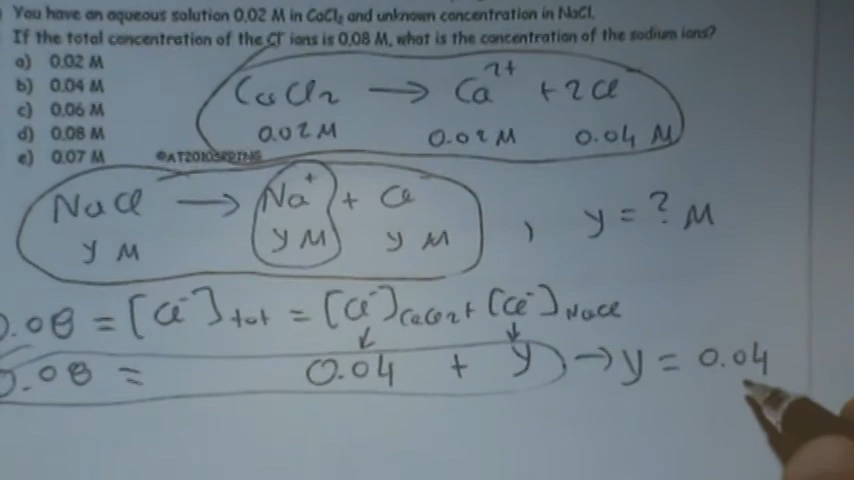 You have an aqueous solution 0.02 M in CaCl₂ and unknown concentration in NaCl.
If the total concentration of the Cl⁻ ions is 0.08 M, what is the concentration of the sodium ions?
a) 0.02 M
b) 0.04 M
c) 0.06 M
d) 0.08 M
e) 0.07 M
©AT2010SPRING
CaCl₂ → Ca²⁺ + 2Cl⁻
0.02 M 0.02 M 0.04 M
NaCl → Na⁺ + Cl⁻
y M y M y M , y = ? M
0.08 = [Cl⁻]tot = [Cl⁻]CaCl₂ + [Cl⁻]NaCl
0.08 = 0.04 + y → y = 0.04